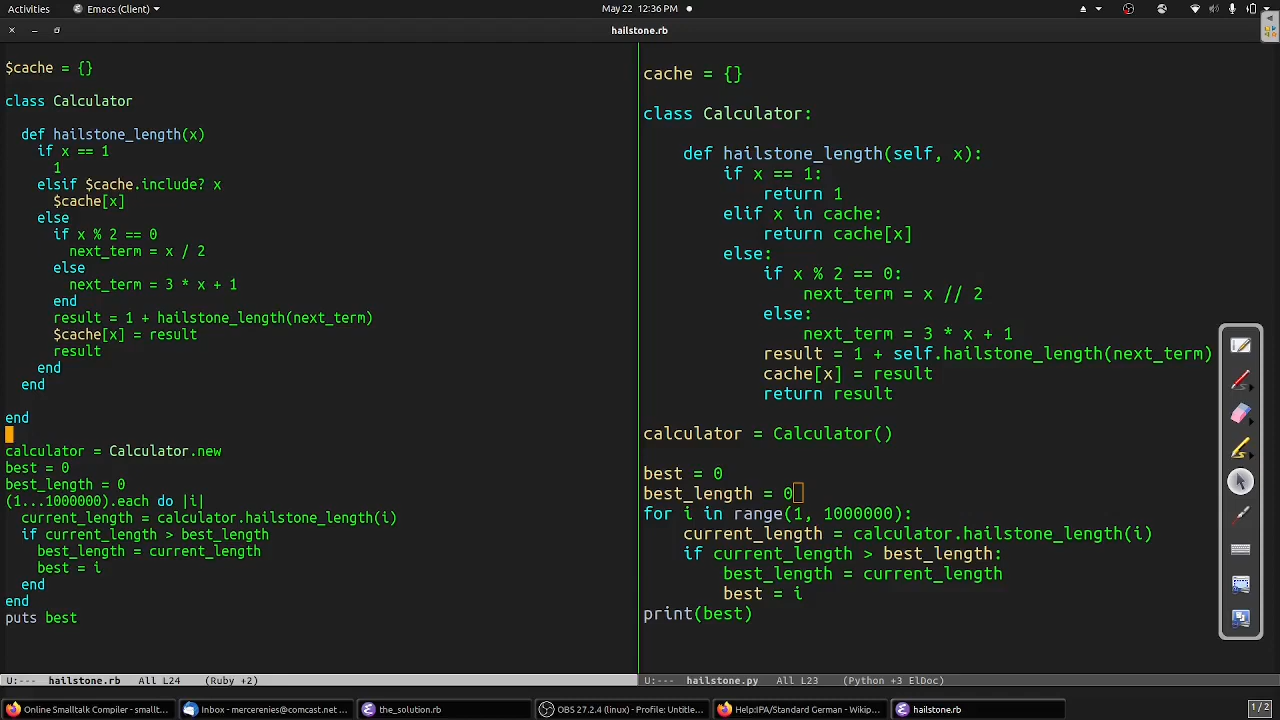 Activities
Emacs (Client)
May 22 12:36 PM
hailstone.rb
$cache = {}
class Calculator
  def hailstone_length(x)
    if x == 1
      1
    elsif $cache.include? x
      $cache[x]
    else
      if x % 2 == 0
        next_term = x / 2
      else
        next_term = 3 * x + 1
      end
      result = 1 + hailstone_length(next_term)
      $cache[x] = result
      result
    end
  end
end
calculator = Calculator.new
best = 0
best_length = 0
(1...1000000).each do |i|
  current_length = calculator.hailstone_length(i)
  if current_length > best_length
    best_length = current_length
    best = i
  end
end
puts best
U:--- hailstone.rb All L24 (Ruby +2)
cache = {}
class Calculator:
    def hailstone_length(self, x):
        if x == 1:
            return 1
        elif x in cache:
            return cache[x]
        else:
            if x % 2 == 0:
                next_term = x // 2
            else:
                next_term = 3 * x + 1
            result = 1 + self.hailstone_length(next_term)
            cache[x] = result
            return result
calculator = Calculator()
best = 0
best_length = 0
for i in range(1, 1000000):
    current_length = calculator.hailstone_length(i)
    if current_length > best_length:
        best_length = current_length
        best = i
print(best)
U:--- hailstone.py All L23 (Python +3 ElDoc)
Online Smalltalk Compiler - smallt...
Inbox - mercerenies@comcast.net ...
the_solution.rb
OBS 27.2.4 (linux) - Profile: Untitle...
Help:IPA/Standard German - Wikip...
hailstone.rb
1 / 2